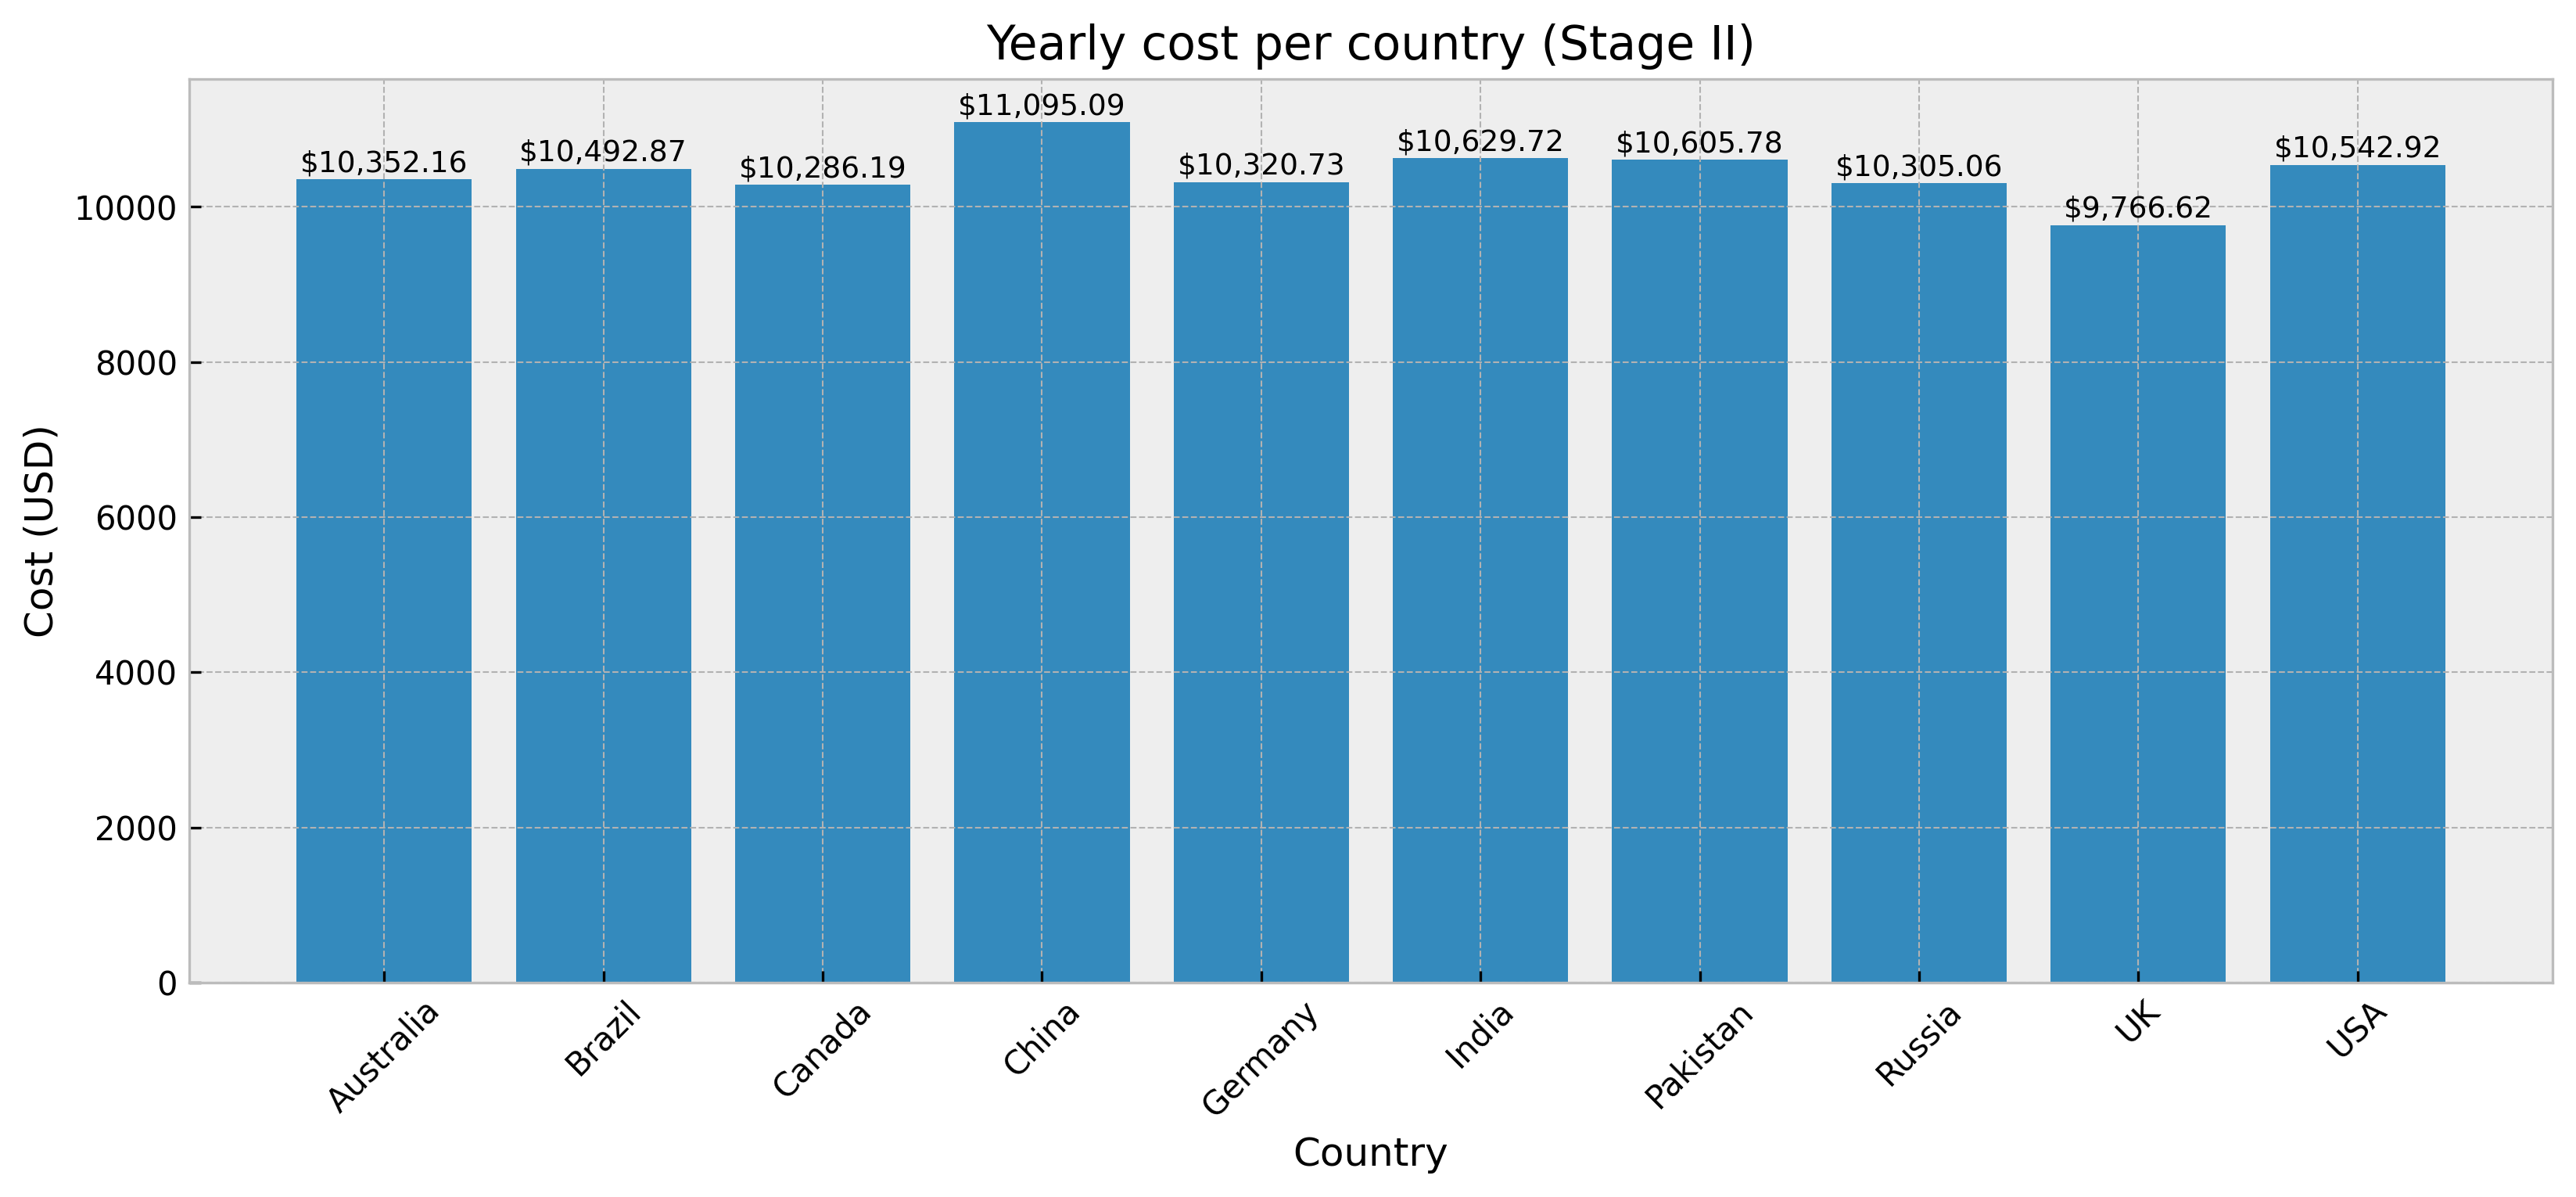 Yearly cost per country (Stage II)
$11,095.09
$10,629.72
$10,605.78
$10,542.92
$10,492.87
$10,352.16
$10,320.73
$10,305.06
$10,286.19
$9,766.62
10000
8000
6000
4000
2000
0
Cost (USD)
Australia
Brazil
Canada
China
Germany
India
Pakistan
Russia
UK
USA
Country